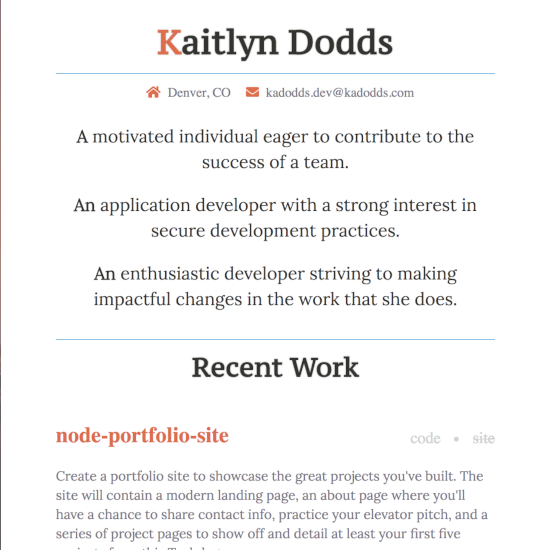 Kaitlyn Dodds
Denver, CO kadodds.dev@kadodds.com
A motivated individual eager to contribute to the
success of a team.
An application developer with a strong interest in
secure development practices.
An enthusiastic developer striving to making
impactful changes in the work that she does.
Recent Work
node-portfolio-site
code • site
Create a portfolio site to showcase the great projects you've built. The
site will contain a modern landing page, an about page where you'll
have a chance to share contact info, practice your elevator pitch, and a
series of project pages to show off and detail at least your first five